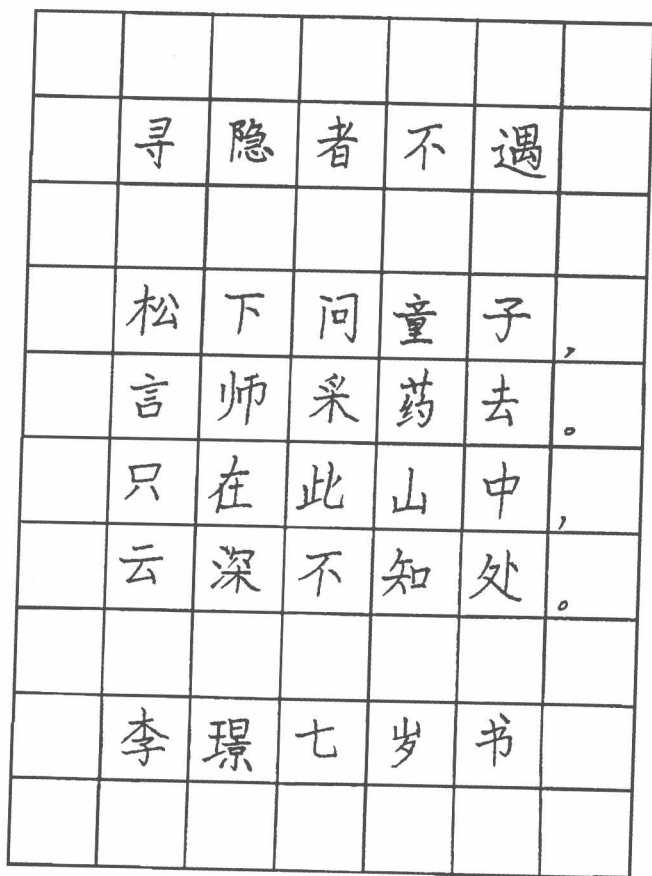 寻隐者不遇
松下问童子，
言师采药去。
只在此山中，
云深不知处。
李璟七岁书